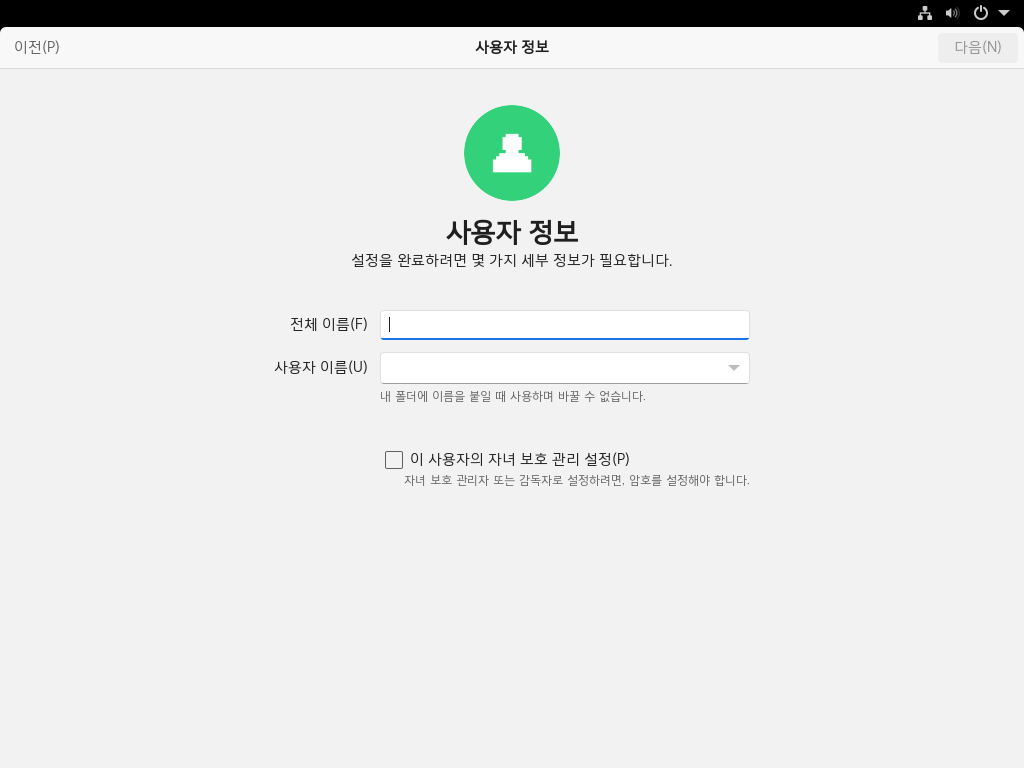 이전(P)
사용자 정보
다음(N)
사용자 정보
설정을 완료하려면 몇 가지 세부 정보가 필요합니다.
전체 이름(F)
사용자 이름(U)
내 폴더에 이름을 붙일 때 사용하며 바꿀 수 없습니다.
이 사용자의 자녀 보호 관리 설정(P)
자녀 보호 관리자 또는 감독자로 설정하려면, 암호를 설정해야 합니다.